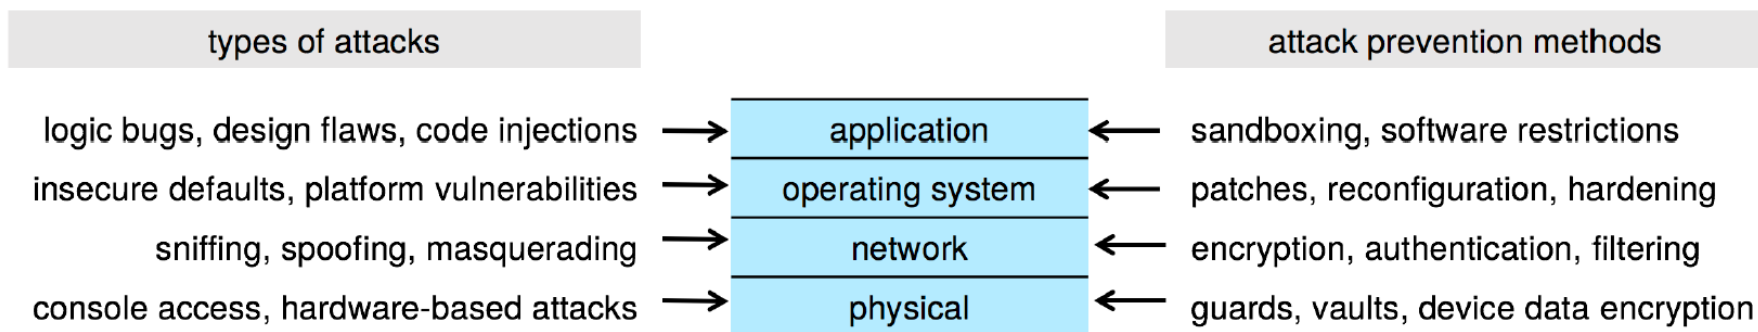 types of attacks
attack prevention methods
logic bugs, design flaws, code injections
application
sandboxing, software restrictions
insecure defaults, platform vulnerabilities
operating system
patches, reconfiguration, hardening
sniffing, spoofing, masquerading
network
encryption, authentication, filtering
console access, hardware-based attacks
physical
guards, vaults, device data encryption